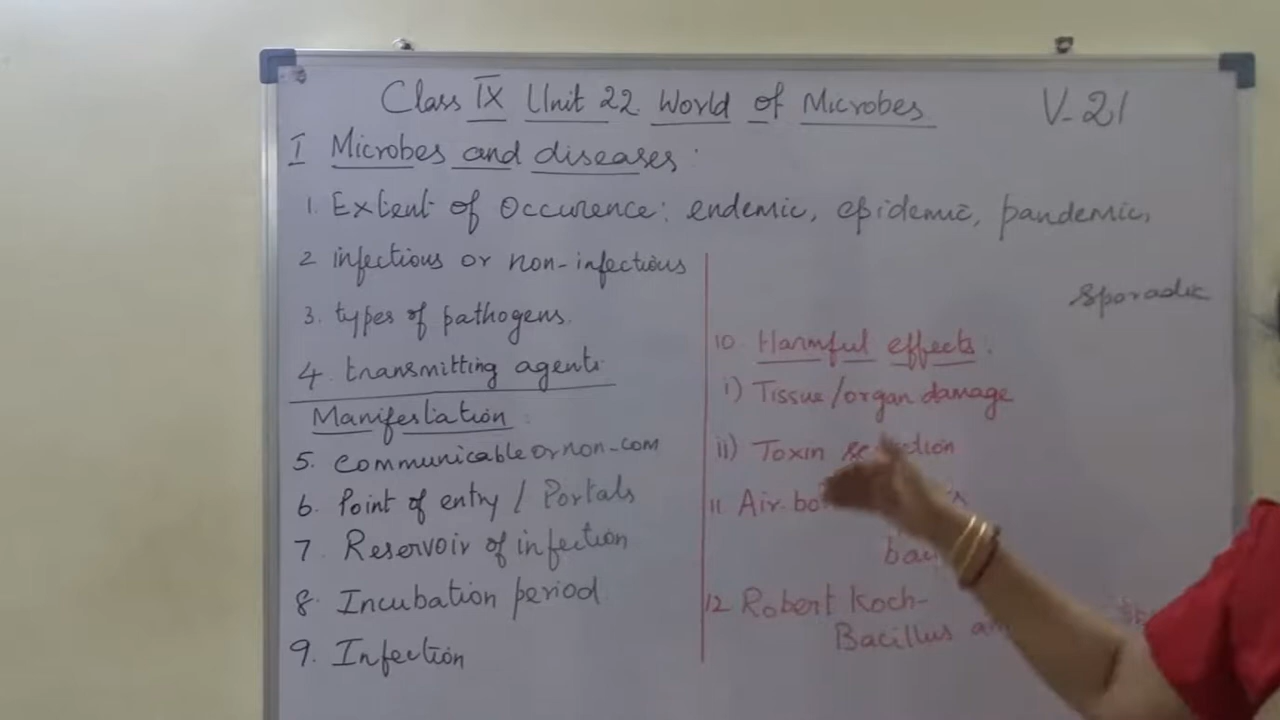 Class IX Unit 22. World of Microbes
V-21
I Microbes and diseases:
1. Extent of Occurence: endemic, epidemic, pandemic,
sporadic
2 infectious or non-infectious
3. types of pathogens.
4. transmitting agents
Manifestation:
5. Communicable or non-com
6. Point of entry / Portals
7. Reservoir of infection
8. Incubation period
9. Infection
10. Harmful effects:
i) Tissue/organ damage
ii) Toxin
11 Air-bo
12 Robert Koch-
Bacillus